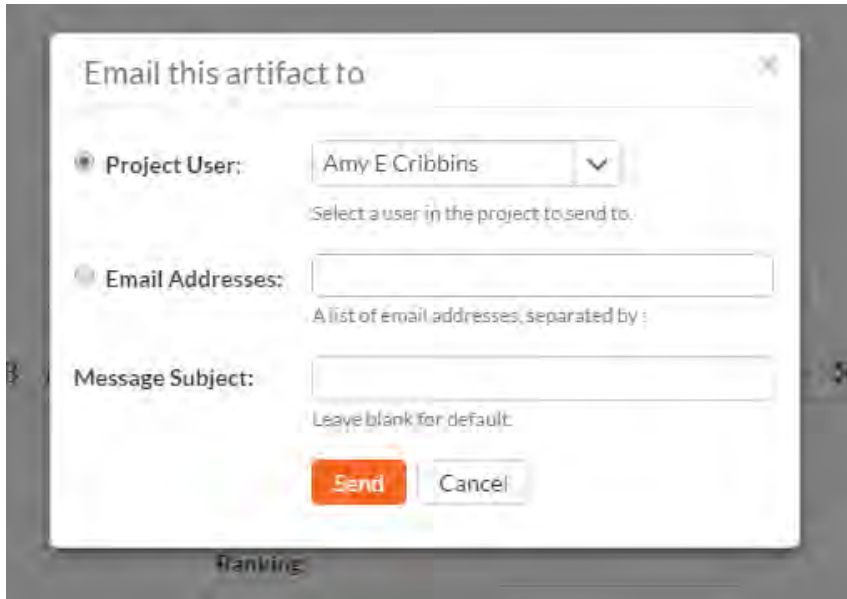 Email this artifact to
Project User:
Amy E Cribbins
Select a user in the project to send to.
Email Addresses:
A list of email addresses, separated by ;
Message Subject:
Leave blank for default.
Send Cancel
Ranking: